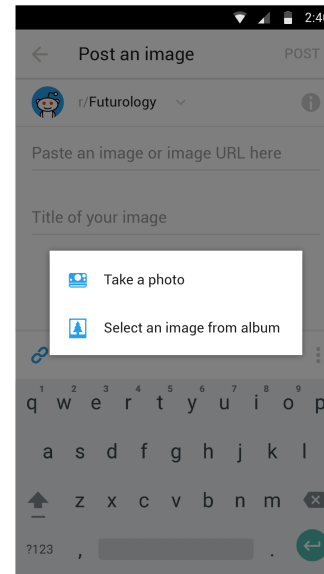 2:40
Post an image
POST
r/Futurology
Paste an image or image URL here
Title of your image
Take a photo
Select an image from album
1 2 3 4 5 6 7 8 9
q w e r t y u i o p
a s d f g h j k l
z x c v b n m
?123 , .